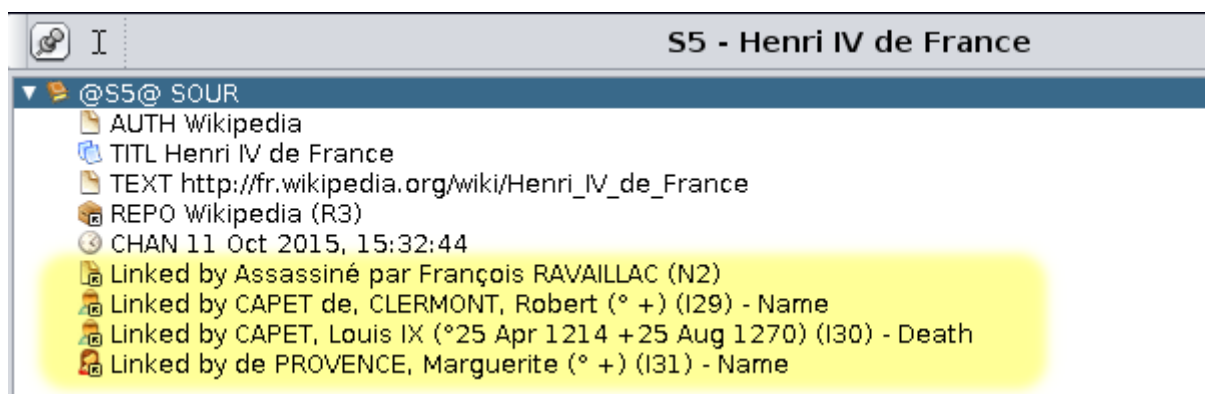 S5 - Henri IV de France
@S5@ SOUR
AUTH Wikipedia
TITL Henri IV de France
TEXT http://fr.wikipedia.org/wiki/Henri_IV_de_France
REPO Wikipedia (R3)
CHAN 11 Oct 2015, 15:32:44
Linked by Assassiné par François RAVAILLAC (N2)
Linked by CAPET de, CLERMONT, Robert (° +) (I29) - Name
Linked by CAPET, Louis IX (°25 Apr 1214 +25 Aug 1270) (I30) - Death
Linked by de PROVENCE, Marguerite (° +) (I31) - Name